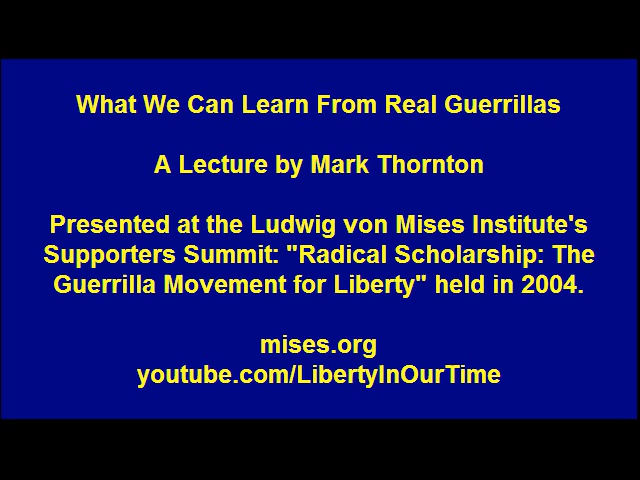 What We Can Learn From Real Guerrillas
A Lecture by Mark Thornton
Presented at the Ludwig von Mises Institute's
Supporters Summit: "Radical Scholarship: The
Guerrilla Movement for Liberty" held in 2004.
mises.org
youtube.com/LibertyInOurTime